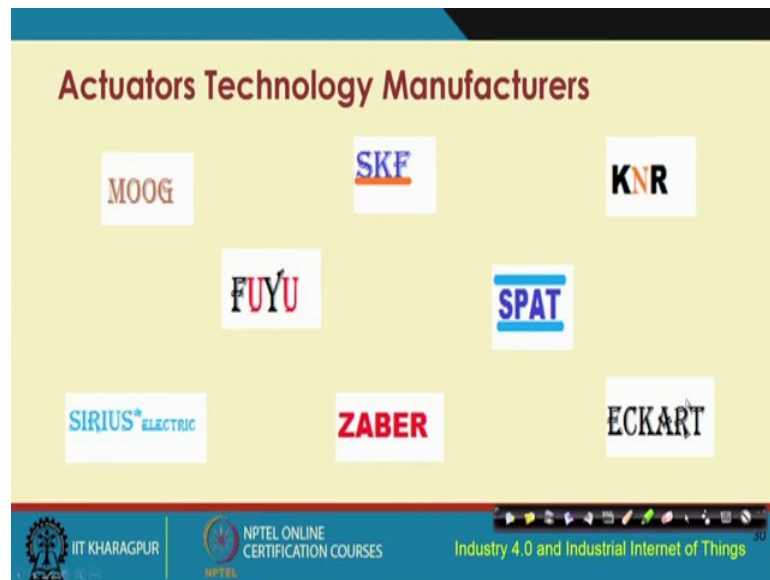 Actuators Technology Manufacturers
MOOG
SKF
KNR
FUYU
SPAT
SIRIUS ELECTRIC
ZABER
ECKART
IIT KHARAGPUR
NPTEL
NPTEL ONLINE
CERTIFICATION COURSES
Industry 4.0 and Industrial Internet of Things
30